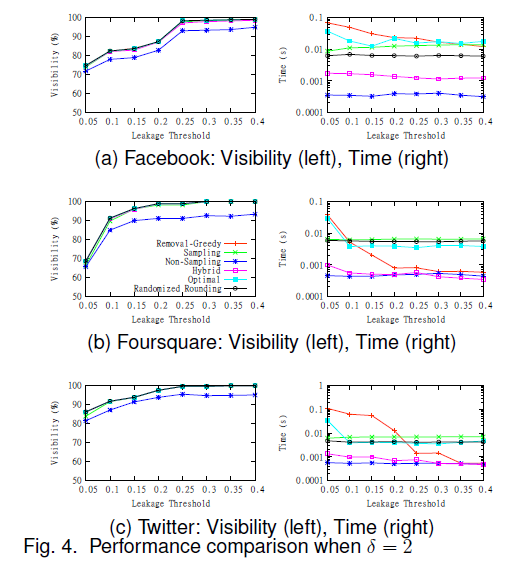 100
90
80
70
60
50
Visibility (%)
0.05 0.1 0.15 0.2 0.25 0.3 0.35 0.4
Leakage Threshold
0.1
0.01
0.001
0.0001
Time (s)
0.05 0.1 0.15 0.2 0.25 0.3 0.35 0.4
Leakage Threshold
(a) Facebook: Visibility (left), Time (right)
100
90
80
70
60
50
Visibility (%)
Removal-Greedy
Sampling
Non-Sampling
Hybrid
Optimal
Randomized Rounding
0.05 0.1 0.15 0.2 0.25 0.3 0.35 0.4
Leakage Threshold
0.1
0.01
0.001
0.0001
Time (s)
0.05 0.1 0.15 0.2 0.25 0.3 0.35 0.4
Leakage Threshold
(b) Foursquare: Visibility (left), Time (right)
100
90
80
70
60
50
Visibility (%)
0.05 0.1 0.15 0.2 0.25 0.3 0.35 0.4
Leakage Threshold
1
0.1
0.01
0.001
0.0001
Time (s)
0.05 0.1 0.15 0.2 0.25 0.3 0.35 0.4
Leakage Threshold
(c) Twitter: Visibility (left), Time (right)
Fig. 4. Performance comparison when δ = 2